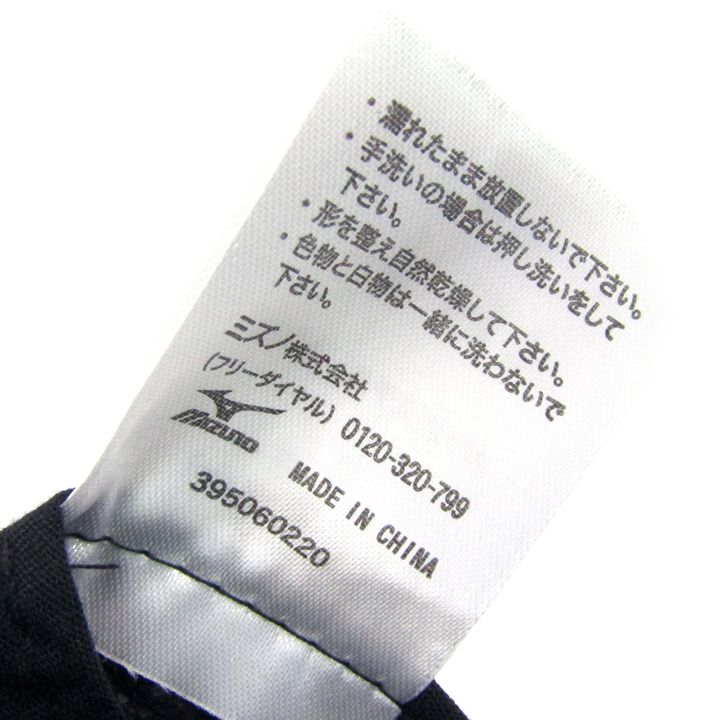 ・濡れたまま放置しないで下さい。
・手洗いの場合は押し洗いをして
下さい。
・形を整え自然乾燥して下さい。
・色物と白物は一緒に洗わないで
下さい。
ミズノ株式会社
(フリーダイヤル) 0120-320-799
MIZUNO
MADE IN CHINA
395060220